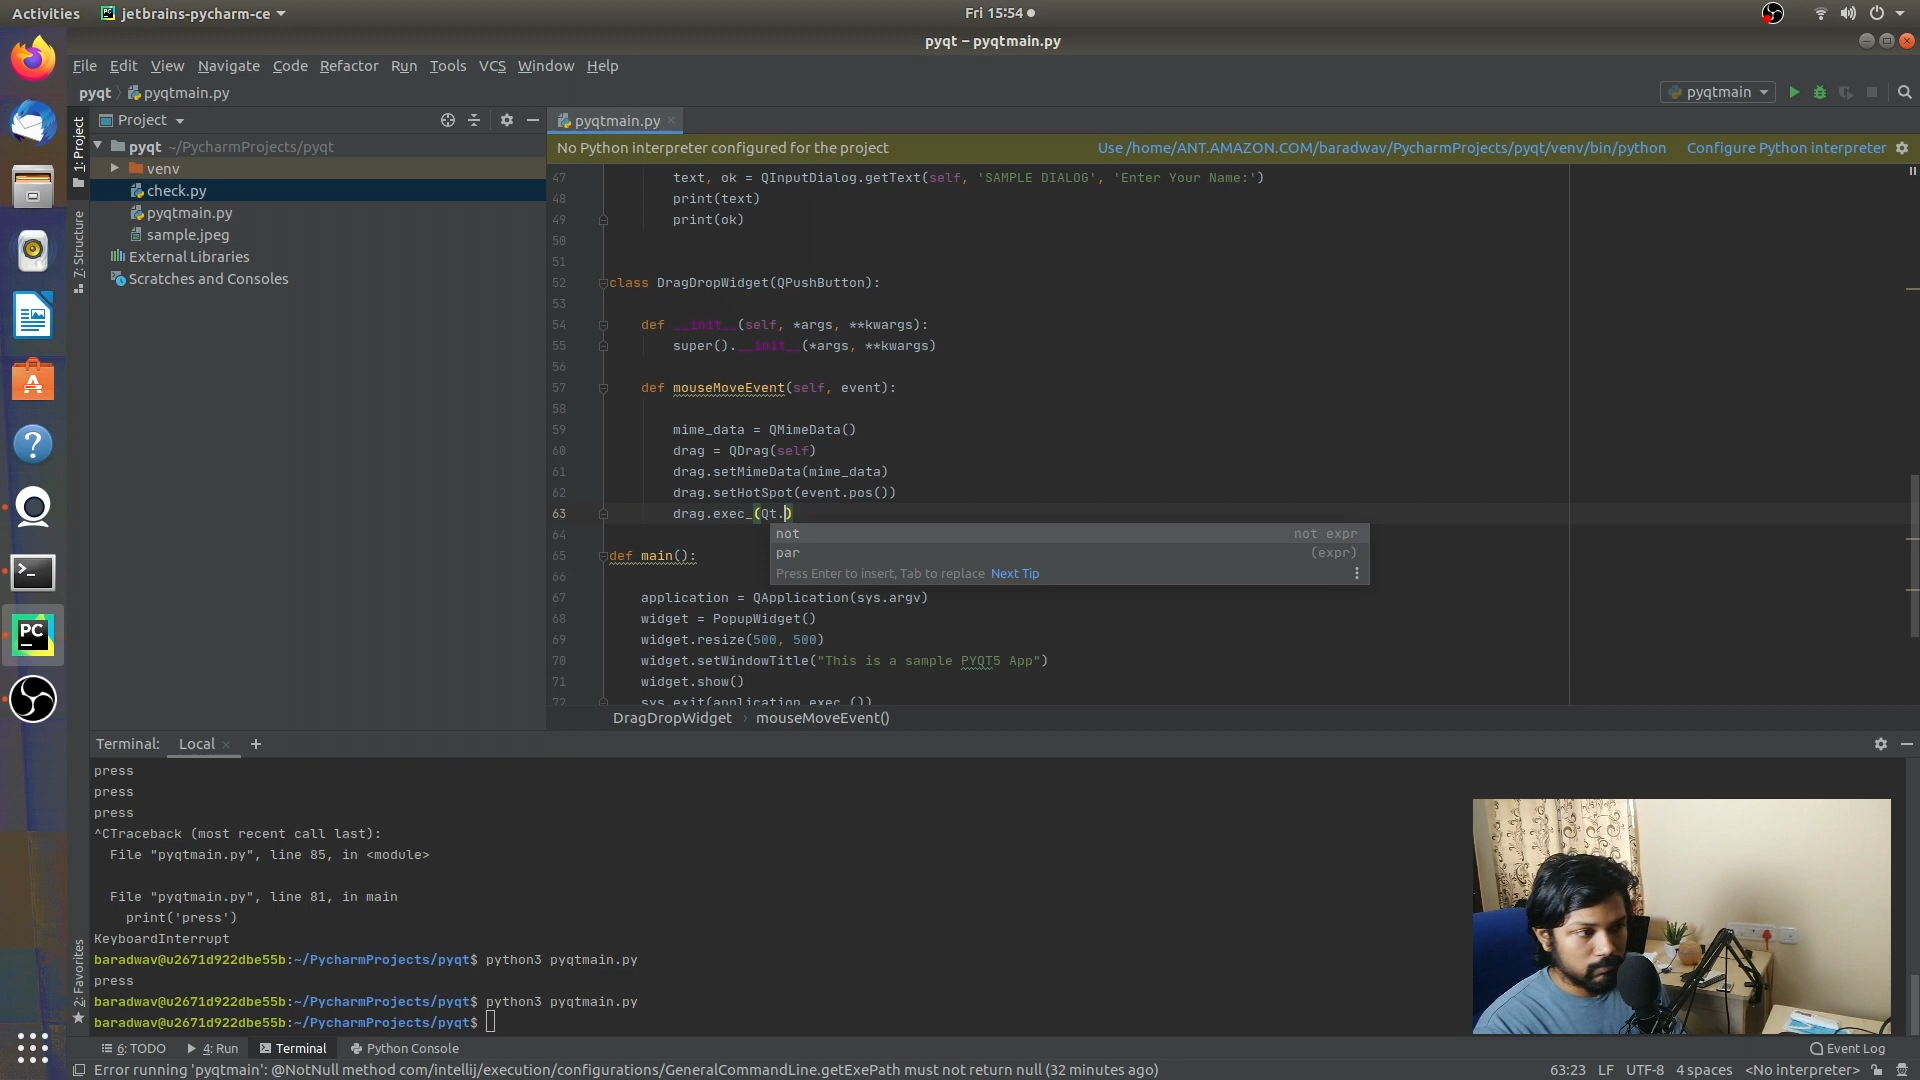 Activities jetbrains-pycharm-ce Fri 15:54
pyqt – pyqtmain.py
File Edit View Navigate Code Refactor Run Tools VCS Window Help
pyqt pyqtmain.py pyqtmain
Project pyqtmain.py
No Python interpreter configured for the project Use /home/ANT.AMAZON.COM/baradwav/PycharmProjects/pyqt/venv/bin/python Configure Python interpreter
1: Project
7: Structure
2: Favorites
pyqt ~/PycharmProjects/pyqt
venv
check.py
pyqtmain.py
sample.jpeg
External Libraries
Scratches and Consoles
47 text, ok = QInputDialog.getText(self, 'SAMPLE DIALOG', 'Enter Your Name:')
48 print(text)
49 print(ok)
50
51
52 class DragDropWidget(QPushButton):
53
54 def __init__(self, *args, **kwargs):
55 super().__init__(*args, **kwargs)
56
57 def mouseMoveEvent(self, event):
58
59 mime_data = QMimeData()
60 drag = QDrag(self)
61 drag.setMimeData(mime_data)
62 drag.setHotSpot(event.pos())
63 drag.exec_(Qt.)
not not expr
par (expr)
Press Enter to insert, Tab to replace Next Tip
64
65 def main():
66
67 application = QApplication(sys.argv)
68 widget = PopupWidget()
69 widget.resize(500, 500)
70 widget.setWindowTitle("This is a sample PYQT5 App")
71 widget.show()
72 sys.exit(application.exec_())
DragDropWidget › mouseMoveEvent()
Terminal: Local +
press
press
press
^CTraceback (most recent call last):
File "pyqtmain.py", line 85, in <module>
File "pyqtmain.py", line 81, in main
print('press')
KeyboardInterrupt
baradwav@u2671d922dbe55b:~/PycharmProjects/pyqt$ python3 pyqtmain.py
press
baradwav@u2671d922dbe55b:~/PycharmProjects/pyqt$ python3 pyqtmain.py
baradwav@u2671d922dbe55b:~/PycharmProjects/pyqt$
6: TODO 4: Run Terminal Python Console Event Log
Error running 'pyqtmain': @NotNull method com/intellij/execution/configurations/GeneralCommandLine.getExePath must not return null (32 minutes ago) 63:23 LF UTF-8 4 spaces <No interpreter>